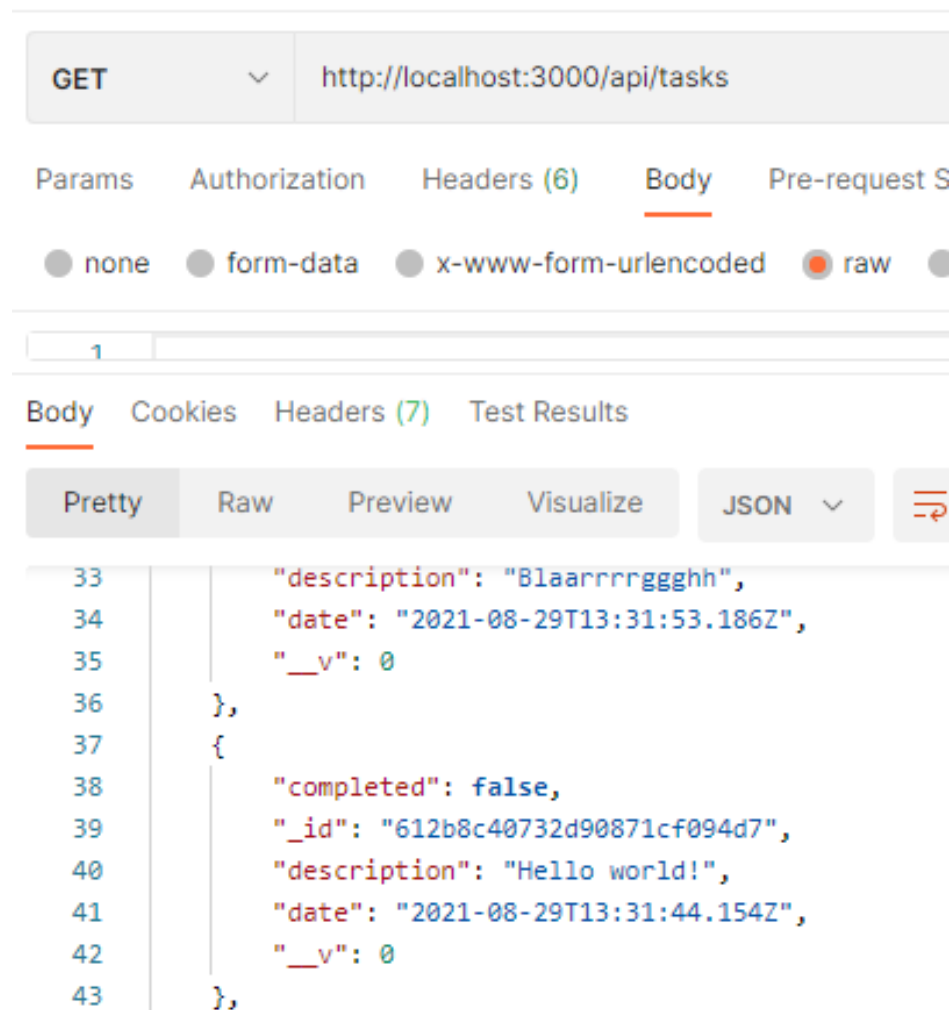 GET http://localhost:3000/api/tasks
Params Authorization Headers (6) Body Pre-request S
none form-data x-www-form-urlencoded raw
1
Body Cookies Headers (7) Test Results
Pretty Raw Preview Visualize JSON
33 "description": "Blaarrrrggghh",
34 "date": "2021-08-29T13:31:53.186Z",
35 "__v": 0
36 },
37 {
38 "completed": false,
39 "_id": "612b8c40732d90871cf094d7",
40 "description": "Hello world!",
41 "date": "2021-08-29T13:31:44.154Z",
42 "__v": 0
43 },